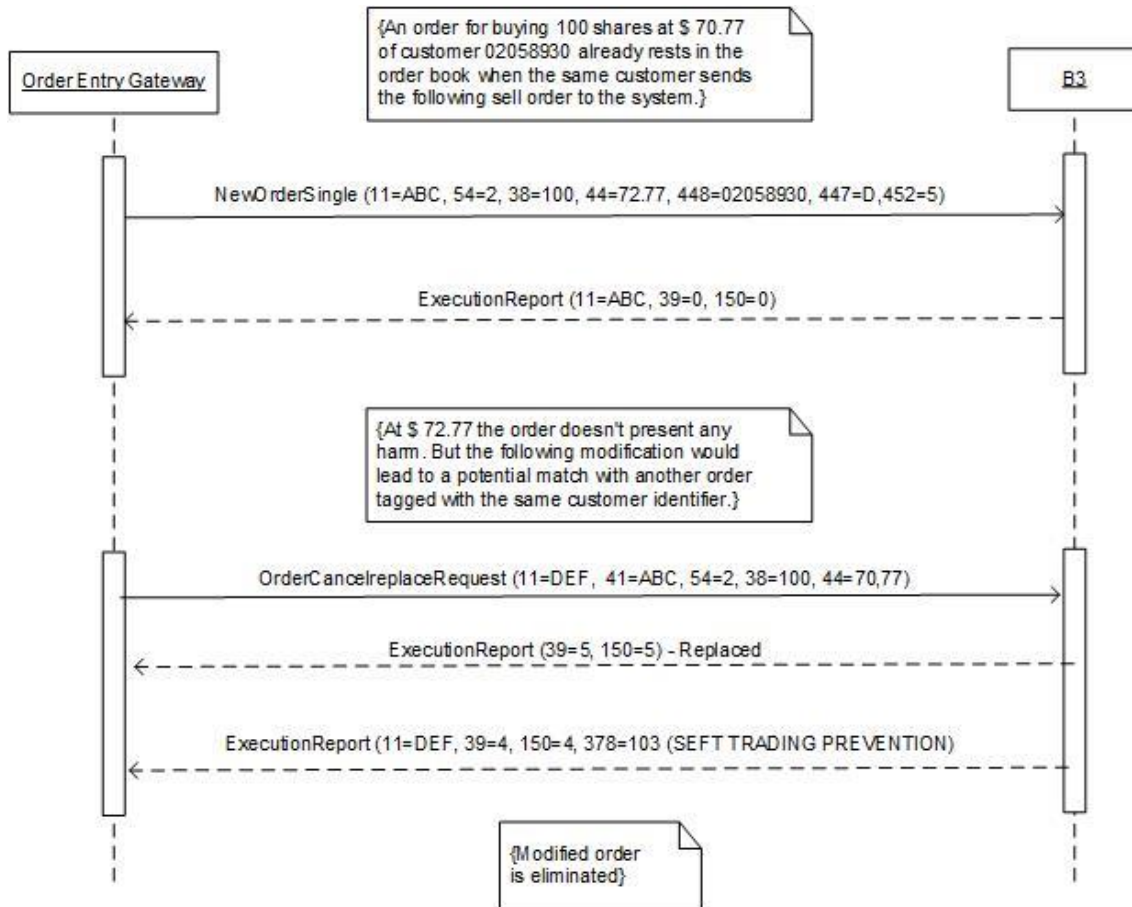 {An order for buying 100 shares at $ 70.77
of customer 02058930 already rests in the
order book when the same customer sends
the following sell order to the system.}
Order Entry Gateway
B3
NewOrderSingle (11=ABC, 54=2, 38=100, 44=72.77, 448=02058930, 447=D,452=5)
ExecutionReport (11=ABC, 39=0, 150=0)
{At $ 72.77 the order doesn't present any
harm. But the following modification would
lead to a potential match with another order
tagged with the same customer identifier.}
OrderCancelreplaceRequest (11=DEF, 41=ABC, 54=2, 38=100, 44=70,77)
ExecutionReport (39=5, 150=5) - Replaced
ExecutionReport (11=DEF, 39=4, 150=4, 378=103 (SEFT TRADING PREVENTION)
{Modified order
is eliminated}